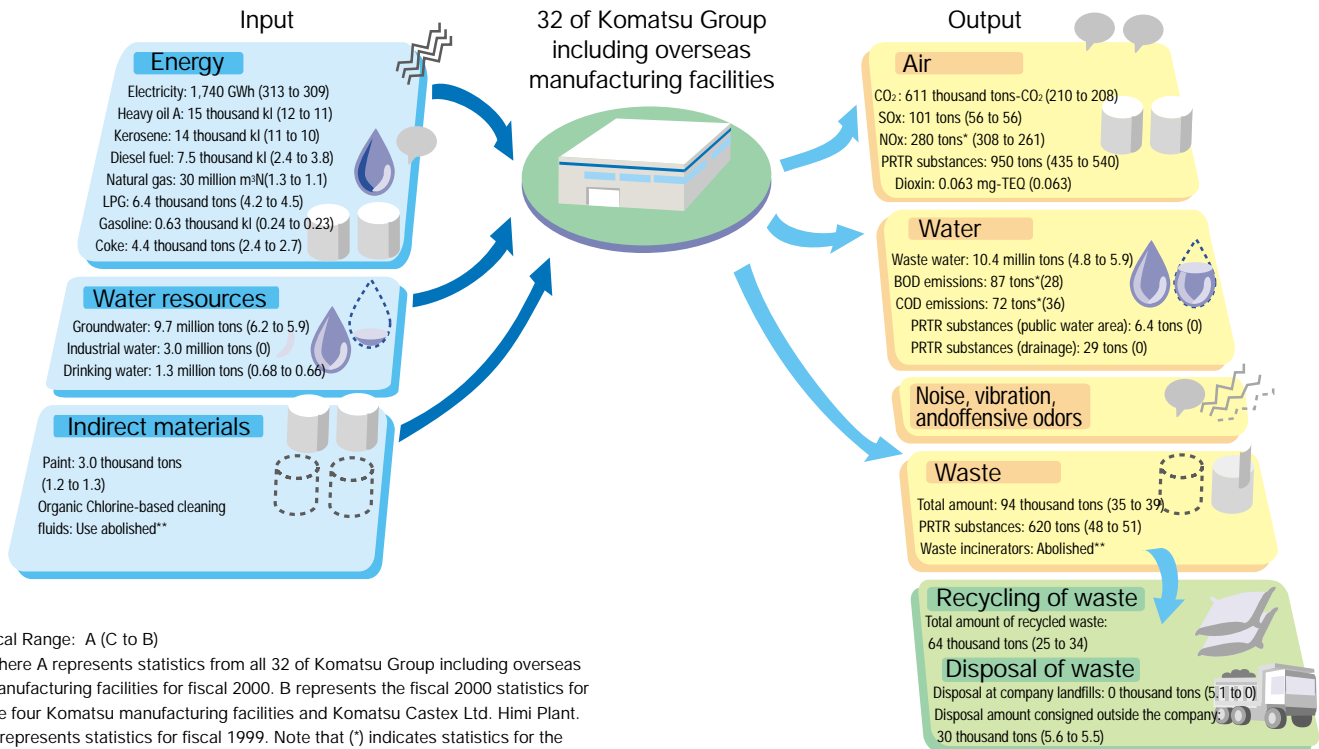 Input
32 of Komatsu Group
including overseas
manufacturing facilities
Output
Energy
Electricity: 1,740 GWh (313 to 309)
Heavy oil A: 15 thousand kl (12 to 11)
Kerosene: 14 thousand kl (11 to 10)
Diesel fuel: 7.5 thousand kl (2.4 to 3.8)
Natural gas: 30 million m³N(1.3 to 1.1)
LPG: 6.4 thousand tons (4.2 to 4.5)
Gasoline: 0.63 thousand kl (0.24 to 0.23)
Coke: 4.4 thousand tons (2.4 to 2.7)
Water resources
Groundwater: 9.7 million tons (6.2 to 5.9)
Industrial water: 3.0 million tons (0)
Drinking water: 1.3 million tons (0.68 to 0.66)
Indirect materials
Paint: 3.0 thousand tons
(1.2 to 1.3)
Organic Chlorine-based cleaning
fluids: Use abolished**
Air
CO₂: 611 thousand tons-CO₂ (210 to 208)
SOx: 101 tons (56 to 56)
NOx: 280 tons* (308 to 261)
PRTR substances: 950 tons (435 to 540)
Dioxin: 0.063 mg-TEQ (0.063)
Water
Waste water: 10.4 millin tons (4.8 to 5.9)
BOD emissions: 87 tons*(28)
COD emissions: 72 tons*(36)
PRTR substances (public water area): 6.4 tons (0)
PRTR substances (drainage): 29 tons (0)
Noise, vibration,
andoffensive odors
Waste
Total amount: 94 thousand tons (35 to 39)
PRTR substances: 620 tons (48 to 51)
Waste incinerators: Abolished**
Recycling of waste
Total amount of recycled waste:
64 thousand tons (25 to 34)
Disposal of waste
Disposal at company landfills: 0 thousand tons (5.1 to 0)
Disposal amount consigned outside the company:
30 thousand tons (5.6 to 5.5)
cal Range: A (C to B)
here A represents statistics from all 32 of Komatsu Group including overseas
anufacturing facilities for fiscal 2000. B represents the fiscal 2000 statistics for
e four Komatsu manufacturing facilities and Komatsu Castex Ltd. Himi Plant.
represents statistics for fiscal 1999. Note that (*) indicates statistics for the